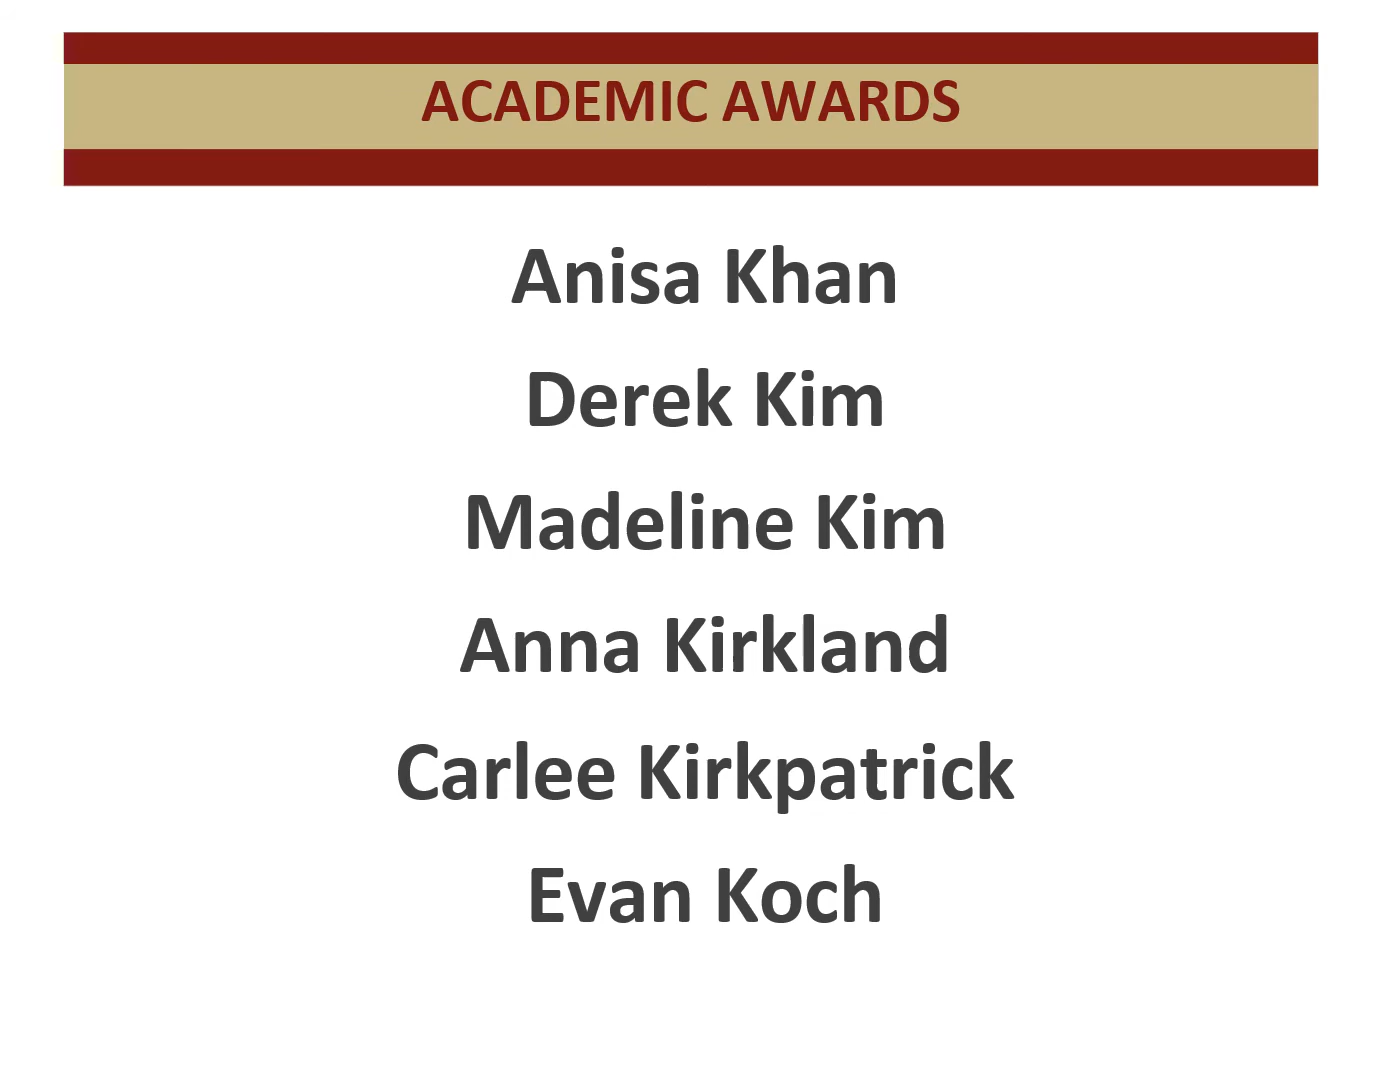 ACADEMIC AWARDS
Anisa Khan
Derek Kim
Madeline Kim
Anna Kirkland
Carlee Kirkpatrick
Evan Koch